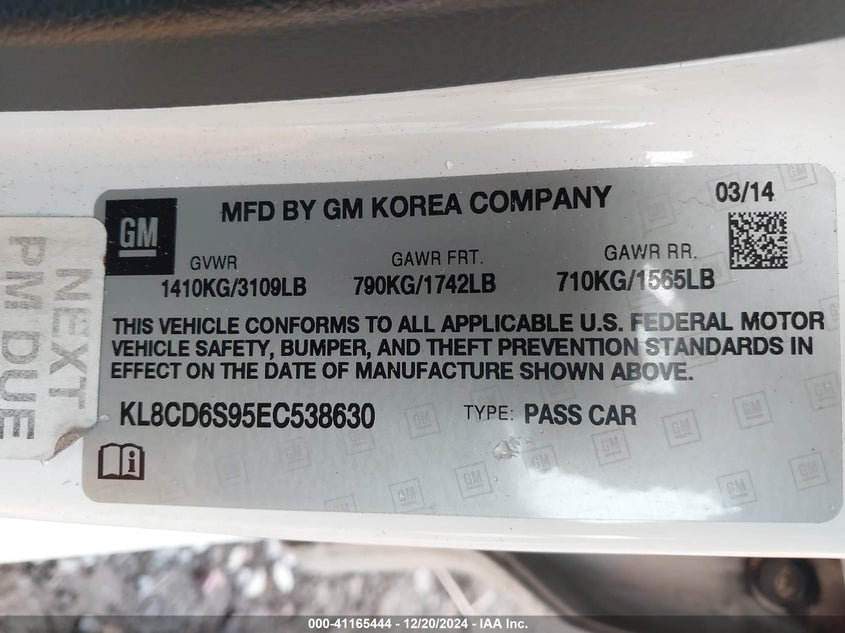 GM
MFD BY GM KOREA COMPANY
03/14
GVWR
GAWR FRT.
GAWR RR.
1410KG/3109LB
790KG/1742LB
710KG/1565LB
THIS VEHICLE CONFORMS TO ALL APPLICABLE U.S. FEDERAL MOTOR
VEHICLE SAFETY, BUMPER, AND THEFT PREVENTION STANDARDS IN
EFFECT ON THE DATE OF MANUFACTURE SHOWN ABOVE.
KL8CD6S95EC538630
TYPE: PASS CAR
NEXT
PM DUE
000-41165444 - 12/20/2024 - IAA Inc.